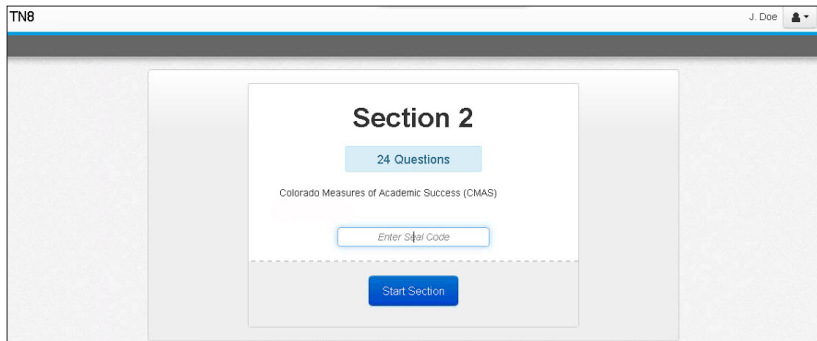 TN8
J. Doe
Section 2
24 Questions
Colorado Measures of Academic Success (CMAS)
Enter Seal Code
Start Section